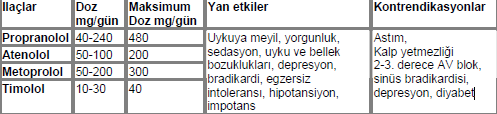 İlaçlar Doz mg/gün Maksimum Doz mg/gün Yan etkiler Kontrendikasyonlar
Propranolol 40-240 480
Atenolol 50-100 200
Metoprolol 50-200 300
Timolol 10-30 40
Uykuya meyil, yorgunluk,
sedasyon, uyku ve bellek
bozuklukları, depresyon,
bradikardi, egzersiz
intoleransı, hipotansiyon,
impotans
Astım,
Kalp yetmezliği
2-3. derece AV blok,
sinüs bradikardisi,
depresyon, diyabet